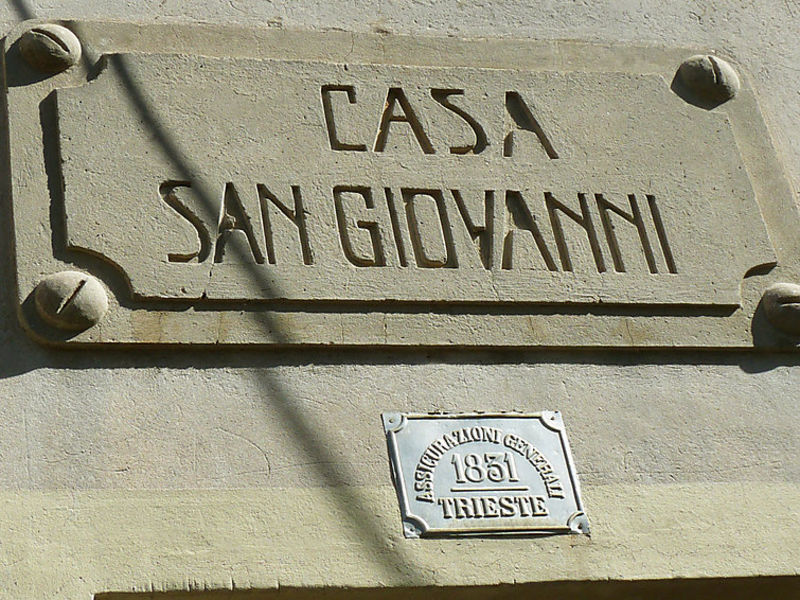 CASA
SAN GIOVANNI
ASSICURAZIONI GENERALI
1831
TRIESTE